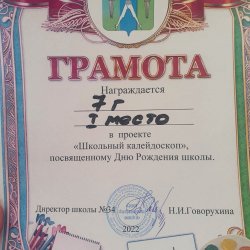 ГРАМОТА
Награждается
7 г
I место
в проекте
«Школьный калейдоскоп»,
посвященному Дню Рождения школы.
Директор школы №34 Н.И.Говорухина
2022